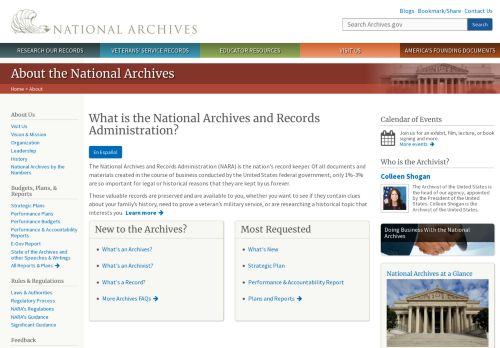 NATIONAL ARCHIVES
Blogs · Bookmark/Share · Contact Us
Search Archives.gov
Search
RESEARCH OUR RECORDS
VETERANS' SERVICE RECORDS
EDUCATOR RESOURCES
VISIT US
AMERICA'S FOUNDING DOCUMENTS
About the National Archives
Home > About
About Us
Visit Us
Vision & Mission
Organization
Leadership
History
National Archives by the
Numbers
Budgets, Plans, &
Reports
Strategic Plans
Performance Plans
Performance Budgets
Performance & Accountability
Reports
E-Gov Report
State of the Archives and
other Speeches & Writings
All Reports & Plans
Rules & Regulations
Laws & Authorities
Regulatory Process
NARA's Regulations
NARA's Guidance
Significant Guidance
Feedback
What is the National Archives and Records
Administration?
En Español
The National Archives and Records Administration (NARA) is the nation's record keeper. Of all documents and
materials created in the course of business conducted by the United States federal government, only 1%-3%
are so important for legal or historical reasons that they are kept by us forever.
Those valuable records are preserved and are available to you, whether you want to see if they contain clues
about your family's history, need to prove a veteran's military service, or are researching a historical topic that
interests you. Learn more
New to the Archives?
What's an Archives?
What's an Archivist?
What's a Record?
More Archives FAQs
Most Requested
What's New
Strategic Plan
Performance & Accountability Report
Plans and Reports
Calendar of Events
Join us for an exhibit, film, lecture, or book
signing and more.
More events
Who is the Archivist?
Colleen Shogan
The Archivist of the United States is
the head of our agency, appointed
by the President of the United
States. Colleen Shogan is the
Archivist of the United States.
Doing Business With the National
Archives
National Archives at a Glance